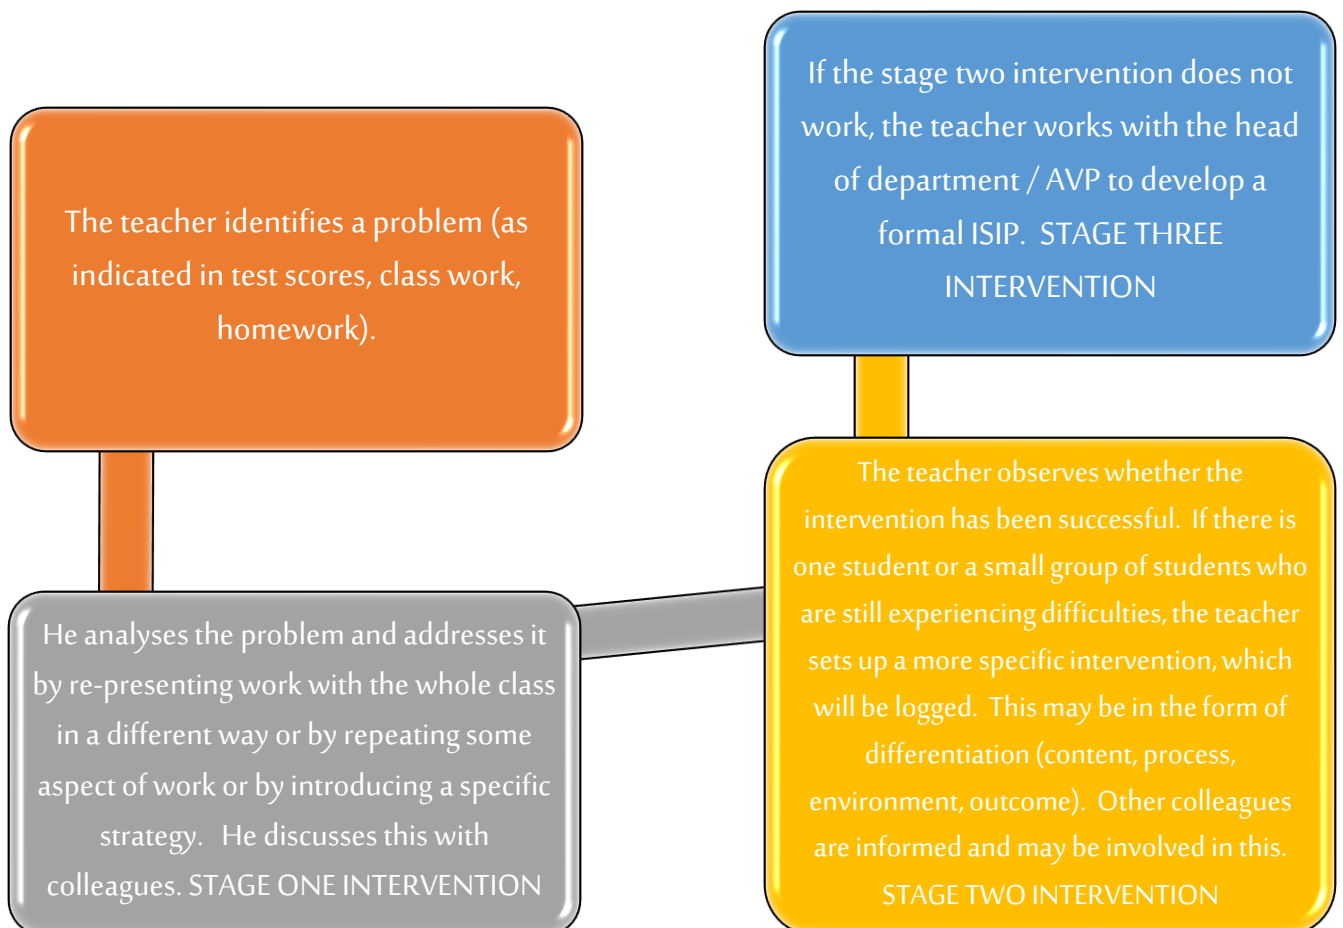 The teacher identifies a problem (as
indicated in test scores, class work,
homework).
He analyses the problem and addresses it
by re-presenting work with the whole class
in a different way or by repeating some
aspect of work or by introducing a specific
strategy.  He discusses this with
colleagues. STAGE ONE INTERVENTION
The teacher observes whether the
intervention has been successful.  If there is
one student or a small group of students who
are still experiencing difficulties, the teacher
sets up a more specific intervention, which
will be logged.  This may be in the form of
differentiation (content, process,
environment, outcome).  Other colleagues
are informed and may be involved in this.
STAGE TWO INTERVENTION
If the stage two intervention does not
work, the teacher works with the head
of department / AVP to develop a
formal ISIP.  STAGE THREE
INTERVENTION